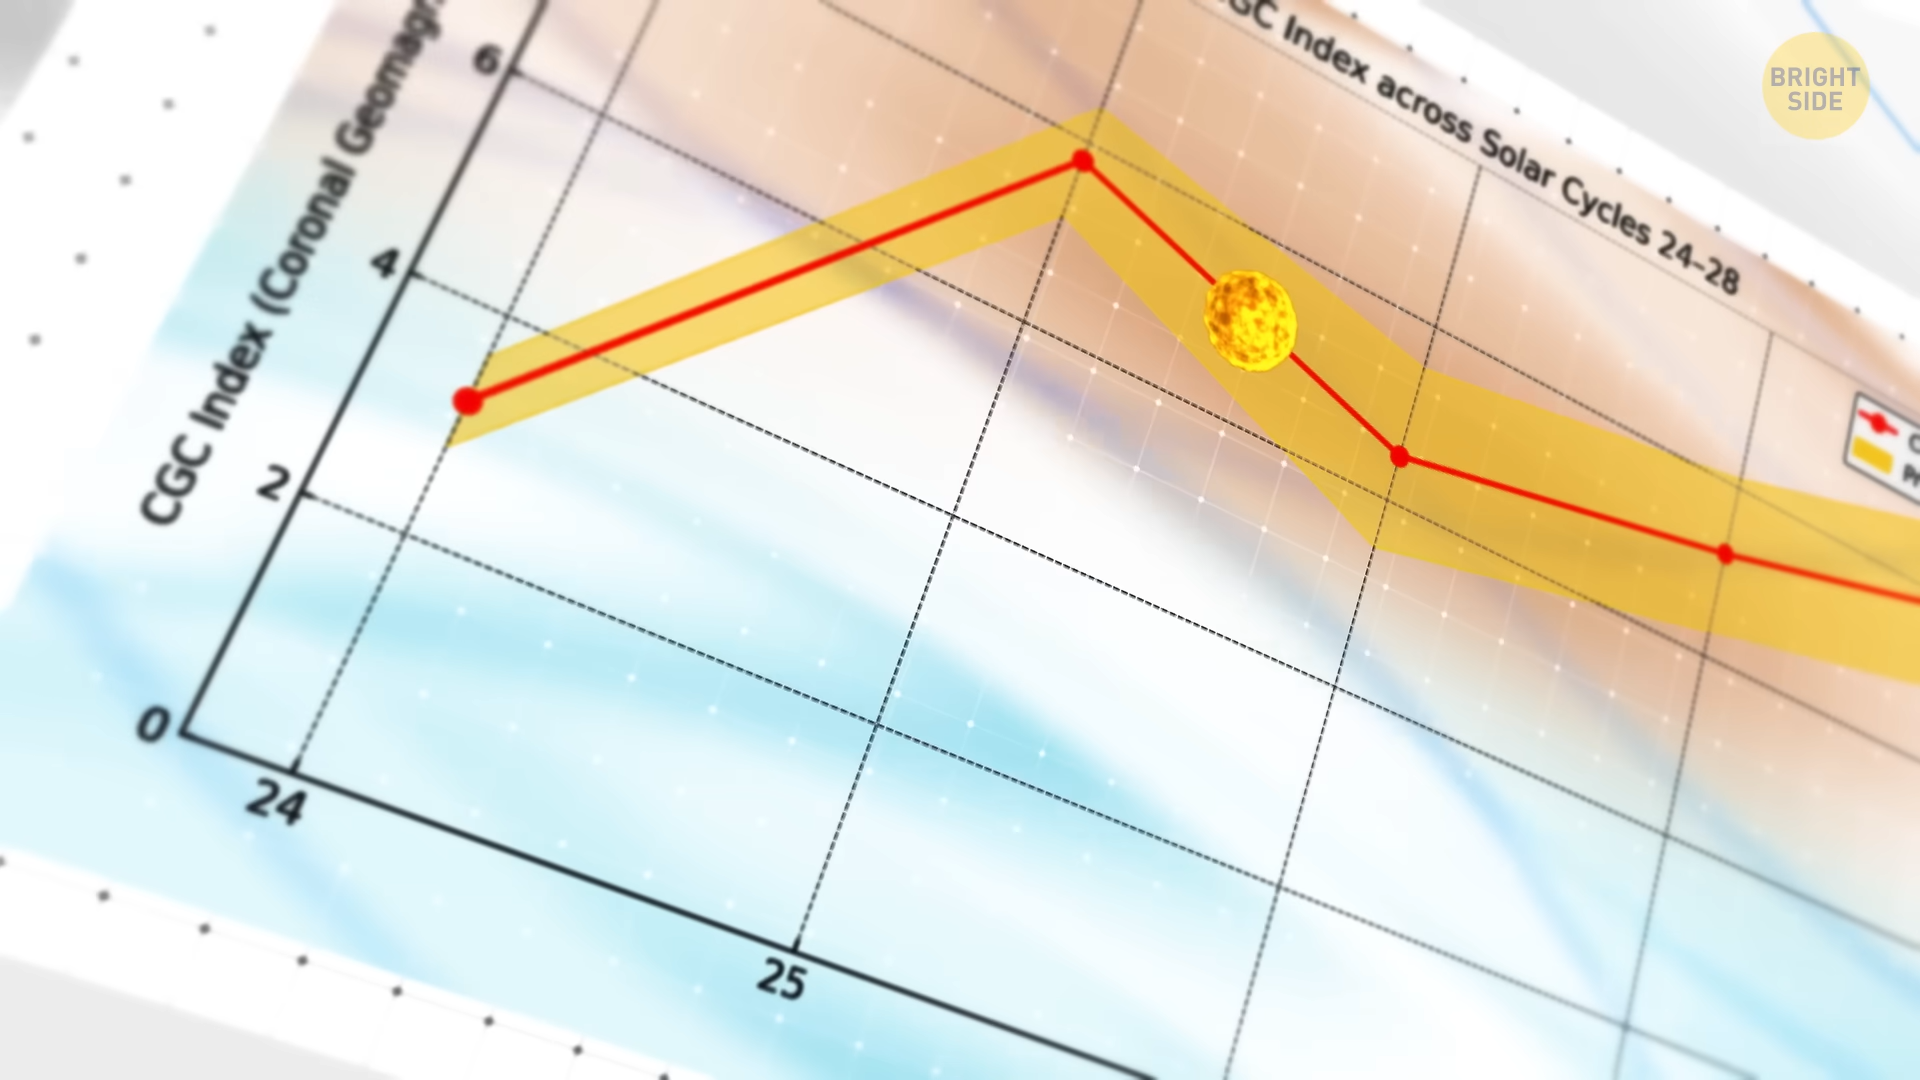 GC Index across Solar Cycles 24–28
BRIGHT
SIDE
CGC Index (Coronal Geomag
6
4
2
0
24
25